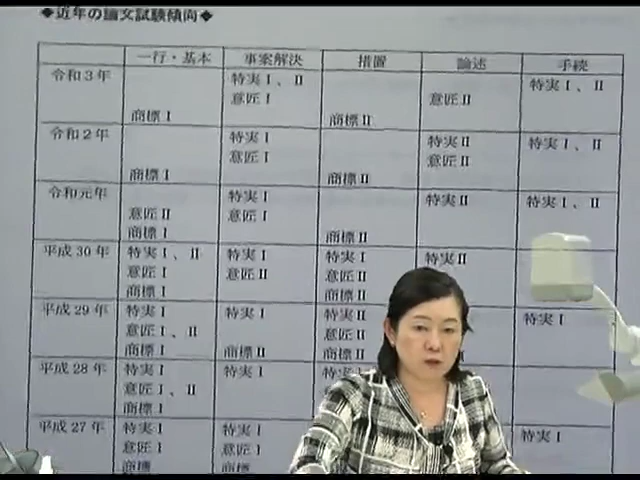 ◆近年の論文試験傾向◆
一行・基本 事案解決 措置 論述 手続
令和3年 特実Ⅰ、Ⅱ 特実Ⅰ、Ⅱ
意匠Ⅰ 意匠Ⅱ
商標Ⅰ 商標Ⅱ
令和2年 特実Ⅰ 特実Ⅱ 特実Ⅰ、Ⅱ
意匠Ⅰ 意匠Ⅱ
商標Ⅰ 商標Ⅱ
令和元年 特実Ⅰ 特実Ⅱ 特実Ⅰ、Ⅱ
意匠Ⅱ 意匠Ⅰ
商標Ⅰ 商標Ⅱ
平成30年 特実Ⅰ、Ⅱ 特実Ⅰ 特実Ⅰ 特実Ⅱ
意匠Ⅰ 意匠Ⅱ 意匠Ⅱ
商標Ⅰ 商標Ⅱ
平成29年 特実Ⅰ 特実Ⅰ 特実Ⅱ 特実Ⅰ
意匠Ⅰ、Ⅱ 意匠Ⅱ
商標Ⅰ 商標Ⅱ 商標Ⅱ
平成28年 特実Ⅰ 特実Ⅰ 特実
意匠Ⅰ、Ⅱ
商標Ⅰ
平成27年 特実Ⅰ 特実Ⅰ 特実Ⅰ
意匠Ⅰ 意匠Ⅰ
商標 商標